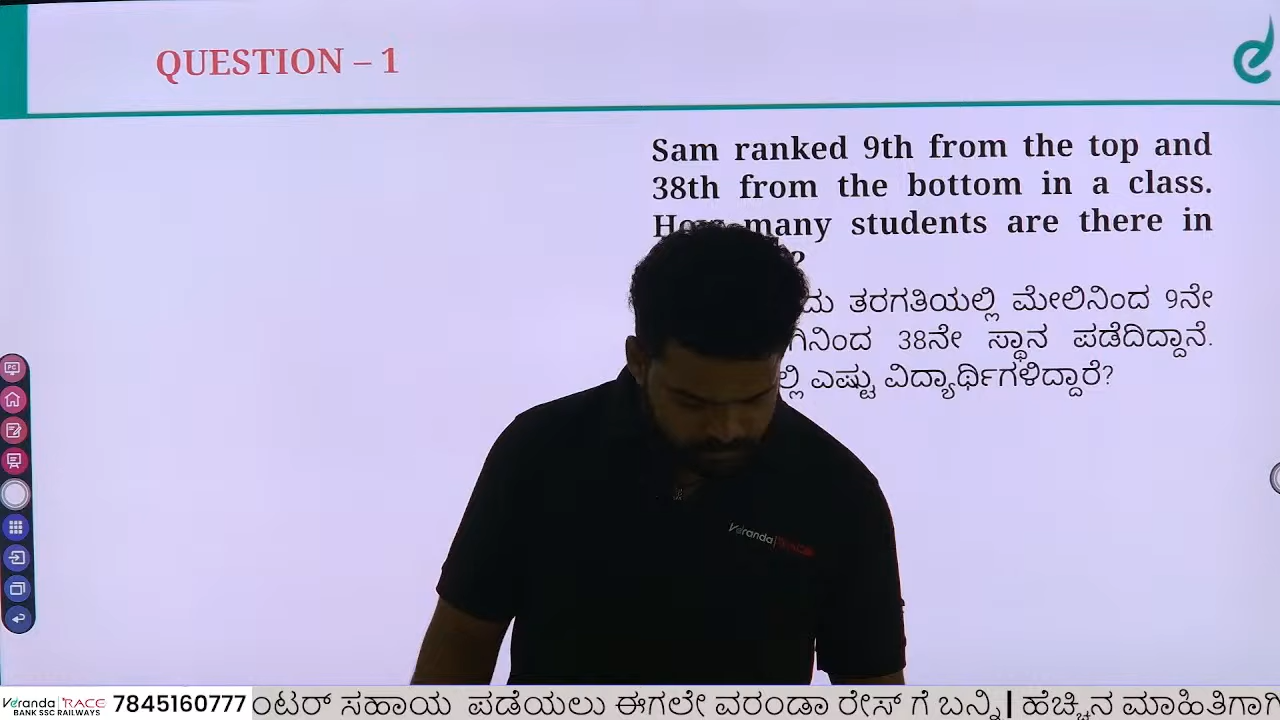 QUESTION – 1
Sam ranked 9th from the top and
38th from the bottom in a class.
How many students are there in
?
ತರಗತಿಯಲ್ಲಿ ಮೇಲಿನಿಂದ 9ನೇ
38ನೇ ಸ್ಥಾನ ಪಡೆದಿದ್ದಾನೆ.
ಎಷ್ಟು ವಿದ್ಯಾರ್ಥಿಗಳಿದ್ದಾರೆ?
Veranda
Veranda RACE
BANK SSC RAILWAYS
7845160777
ಸಹಾಯ ಪಡೆಯಲು ಈಗಲೇ ವರಂಡಾ ರೇಸ್ ಗೆ ಬನ್ನಿ | ಹೆಚ್ಚಿನ ಮಾಹಿತಿಗಾಗಿ